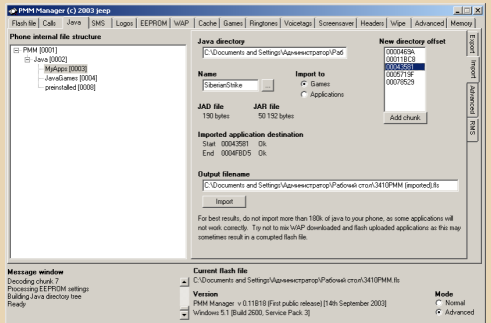 PMM Manager (c) 2003 jeep
Flash file Calls Java SMS Logos EEPROM WAP Cache Games Ringtones Voicetags Screensaver Headers Wipe Advanced Memory
Phone internal file structure
PMM [0001]
Java [0002]
MyApps [0003]
JavaGames [0004]
preinstalled [0008]
Java directory
C:\Documents and Settings\Администратор\Раб
New directory offset
0000469A
00011BC8
00043581
0005719F
00078529
Add chunk
Export
Import
Advanced
RMS
Name
SiberianStrike
...
Import to
Games
Applications
JAD file
190 bytes
JAR file
50 192 bytes
Imported application destination
Start 00043581 Ok
End 0004FBD5 Ok
Output filename
C:\Documents and Settings\Администратор\Рабочий стол\3410PMM (imported).fls
Import
For best results, do not import more than 180k of java to your phone, as some applications will
not work correctly. Try not to mix WAP downloaded and flash uploaded applications as this may
sometimes result in a corrupted flash file.
Message window
Decoding chunk 7
Processing EEPROM settings
Building Java directory tree
Ready
Current flash file
C:\Documents and Settings\Администратор\Рабочий стол\3410PMM.fls
Version
PMM Manager v 0.11B18 (First public release) [14th September 2003]
Windows 5.1 [Build 2600, Service Pack 3]
Mode
Normal
Advanced